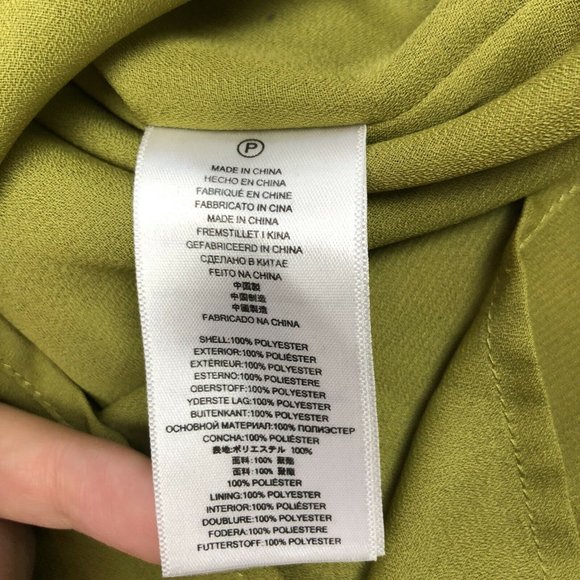 P
MADE IN CHINA
HECHO EN CHINA
FABRIQUÉ EN CHINE
FABBRICATO IN CINA
MADE IN CHINA
FREMSTILLET I KINA
GEFABRICEERD IN CHINA
СДЕЛАНО В КИТАЕ
FEITO NA CHINA
中国製
中国制造
中國製造
FABRICADO NA CHINA
SHELL:100% POLYESTER
EXTERIOR:100% POLIÉSTER
EXTÉRIEUR:100% POLYESTER
ESTERNO:100% POLIESTERE
OBERSTOFF:100% POLYESTER
YDERSTE LAG:100% POLYESTER
BUITENKANT:100% POLYESTER
ОСНОВНОЙ МАТЕРИАЛ:100% ПОЛИЭСТЕР
CONCHA:100% POLIÉSTER
表地:ポリエステル 100%
面料:100% 聚酯
面料:100% 聚酯
100% POLIÉSTER
LINING:100% POLYESTER
INTERIOR:100% POLIÉSTER
DOUBLURE:100% POLYESTER
FODERA:100% POLIESTERE
FUTTERSTOFF:100% POLYESTER